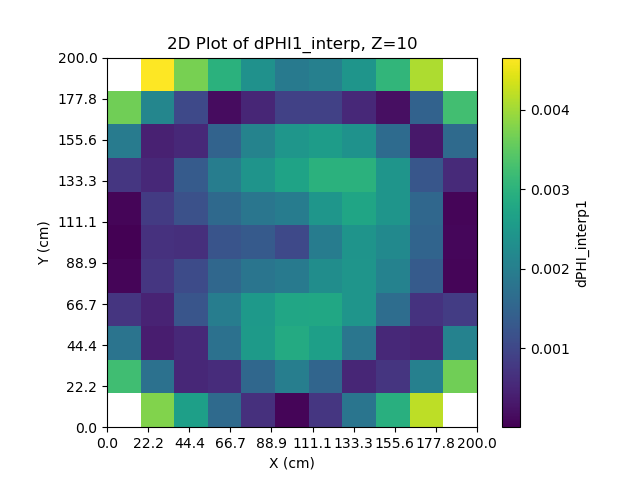 2D Plot of dPHI1_interp, Z=10
200.0
177.8
155.6
133.3
111.1
88.9
66.7
44.4
22.2
0.0
Y (cm)
0.0 22.2 44.4 66.7 88.9 111.1 133.3 155.6 177.8 200.0
X (cm)
0.004
0.003
0.002
0.001
dPHI_interp1